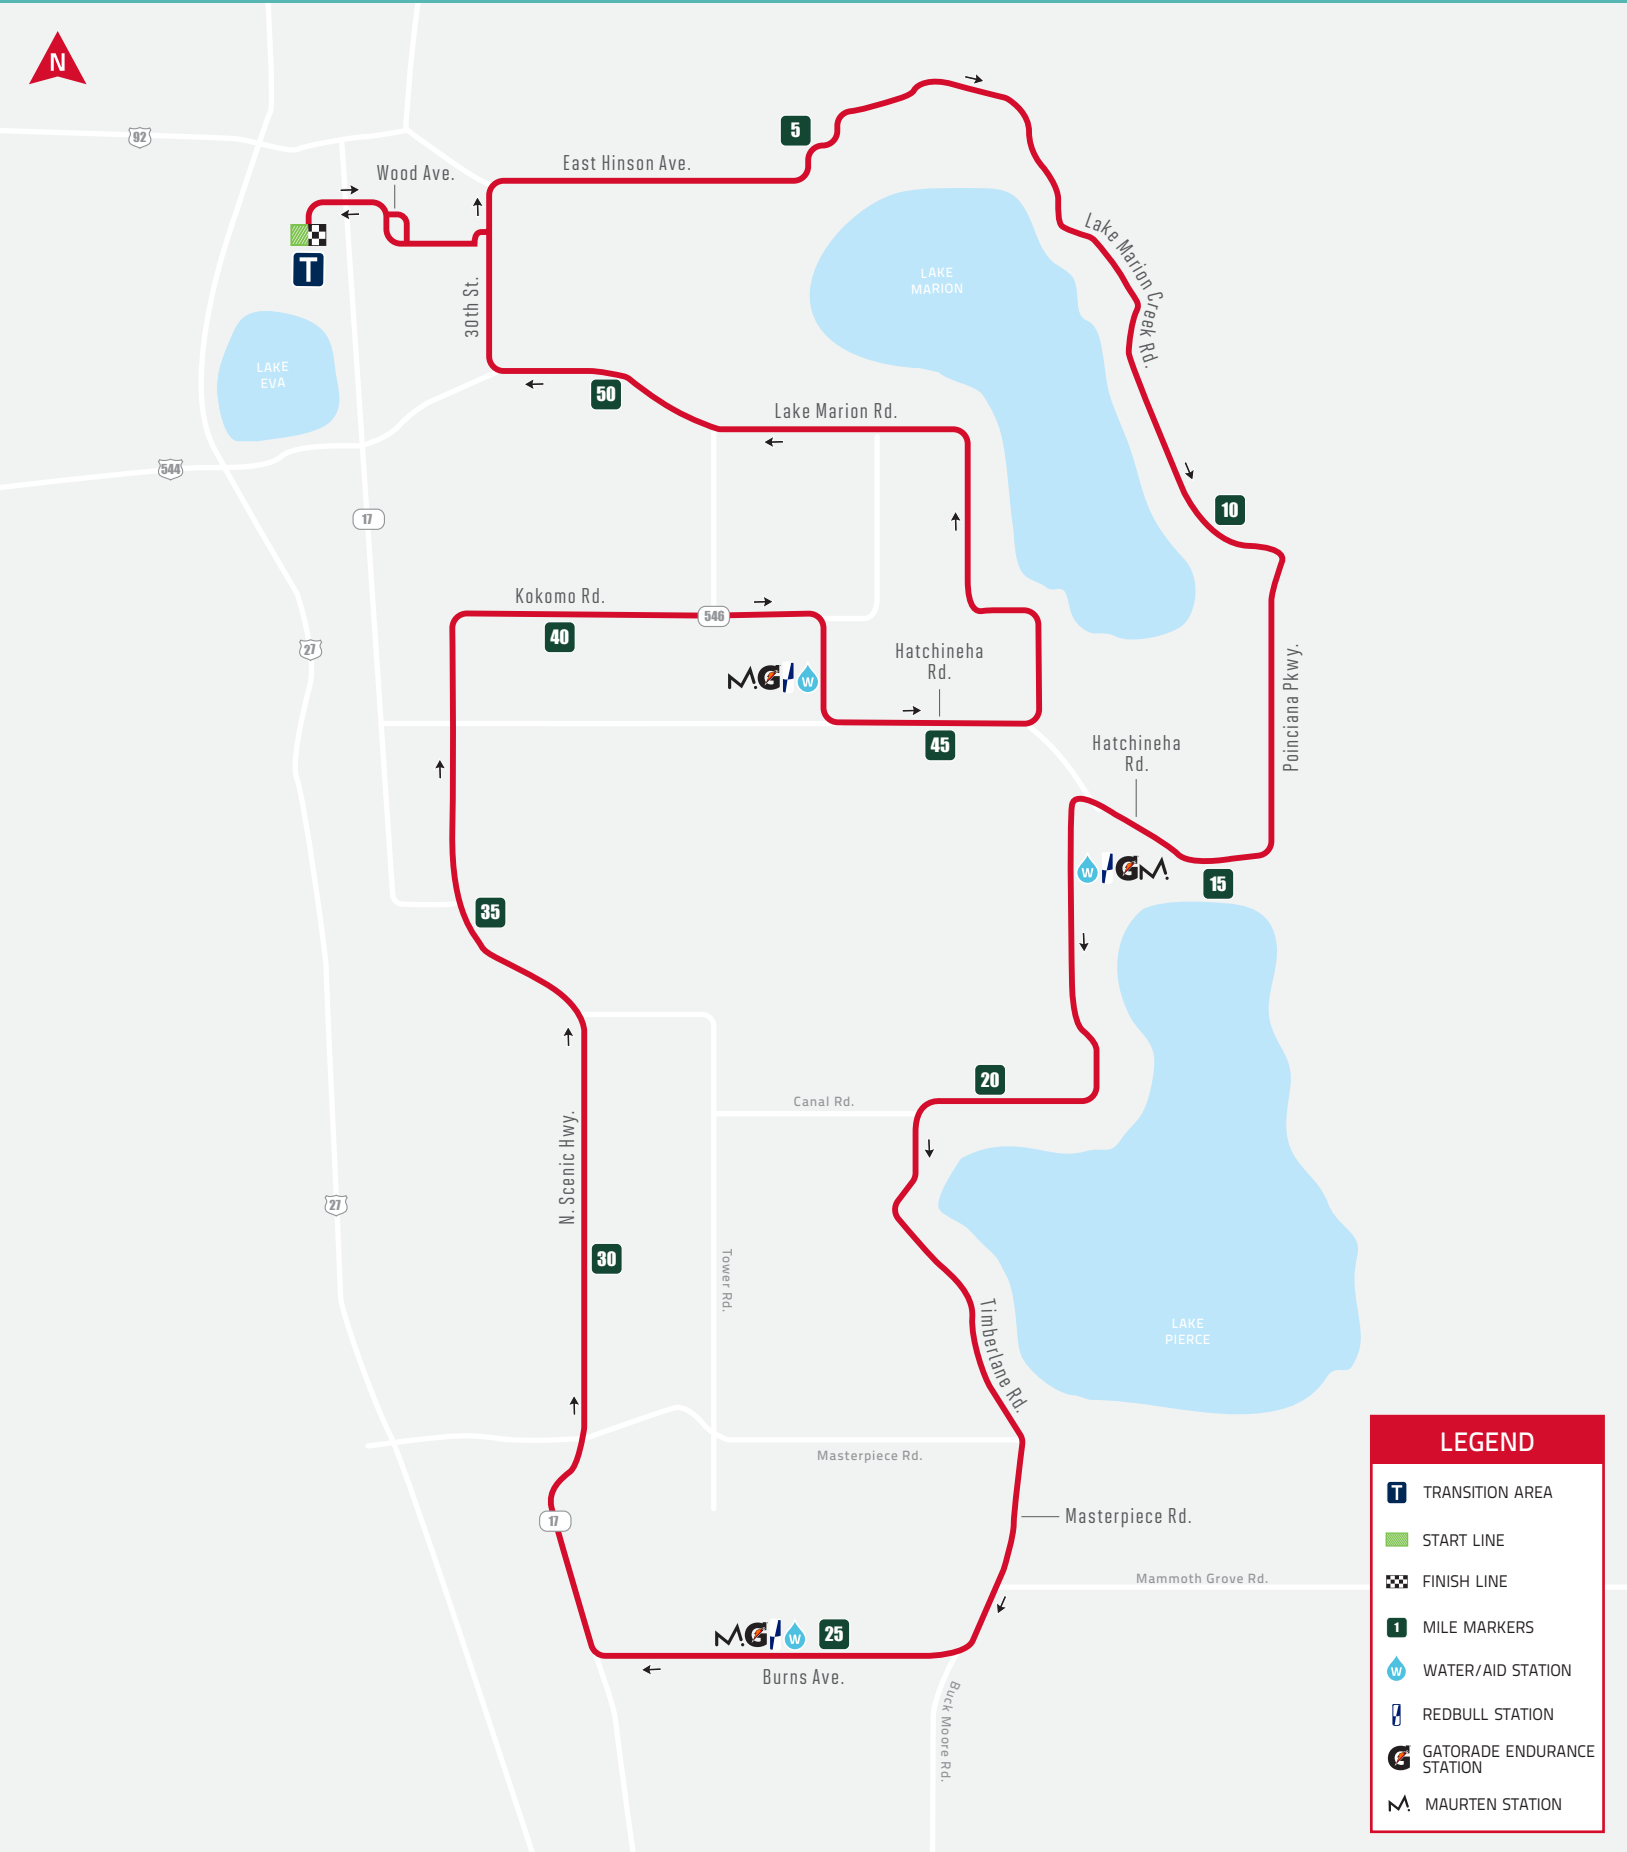 N
92
Wood Ave.
East Hinson Ave.
5
T
30th St.
LAKE
MARION
Lake Marion Creek Rd.
LAKE
EVA
50
Lake Marion Rd.
544
17
10
Kokomo Rd.
546
40
27
Hatchineha
Rd.
M.
G
W
Poinciana Pkwy.
45
Hatchineha
Rd.
W
G
M.
15
35
20
Canal Rd.
N. Scenic Hwy.
27
30
Tower Rd.
Timberlane Rd.
LAKE
PIERCE
Masterpiece Rd.
17
Masterpiece Rd.
Mammoth Grove Rd.
M.
G
W
25
Burns Ave.
Buck Moore Rd.
LEGEND
T TRANSITION AREA
START LINE
FINISH LINE
1 MILE MARKERS
W WATER/AID STATION
REDBULL STATION
G GATORADE ENDURANCE
STATION
M. MAURTEN STATION